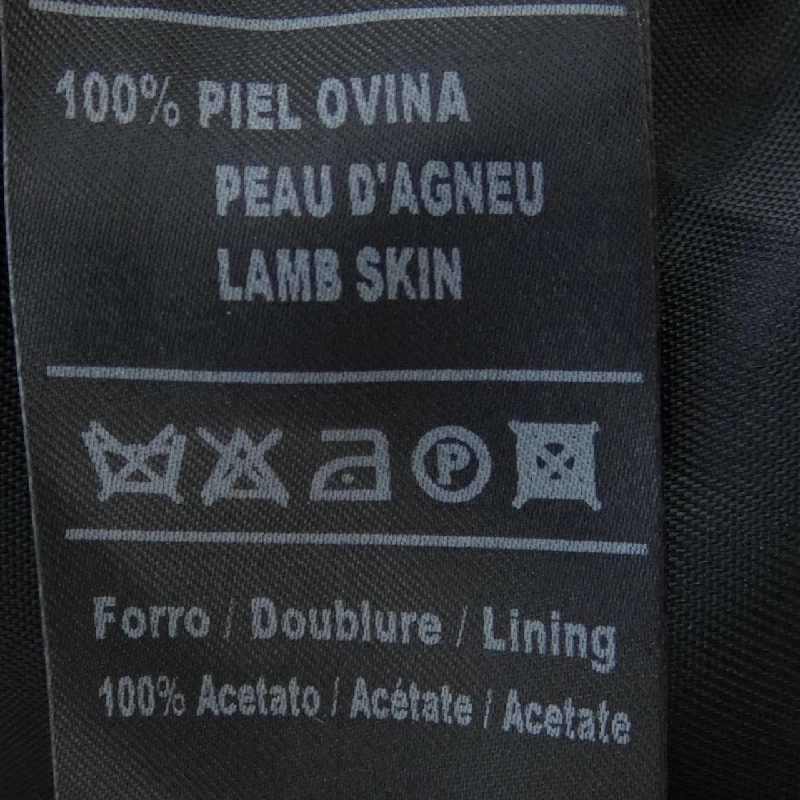 100% PIEL OVINA
PEAU D'AGNEU
LAMB SKIN
P
Forro / Doublure / Lining
100% Acetato / Acétate / Acetate